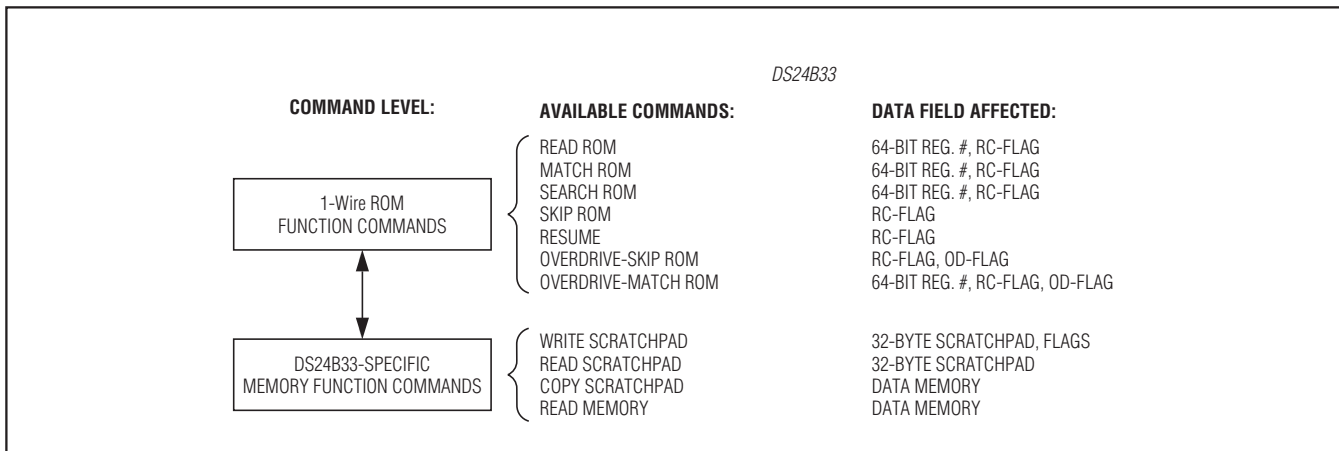 DS24B33
COMMAND LEVEL: AVAILABLE COMMANDS: DATA FIELD AFFECTED:
1-Wire ROM
FUNCTION COMMANDS
READ ROM 64-BIT REG. #, RC-FLAG
MATCH ROM 64-BIT REG. #, RC-FLAG
SEARCH ROM 64-BIT REG. #, RC-FLAG
SKIP ROM RC-FLAG
RESUME RC-FLAG
OVERDRIVE-SKIP ROM RC-FLAG, OD-FLAG
OVERDRIVE-MATCH ROM 64-BIT REG. #, RC-FLAG, OD-FLAG
DS24B33-SPECIFIC
MEMORY FUNCTION COMMANDS
WRITE SCRATCHPAD 32-BYTE SCRATCHPAD, FLAGS
READ SCRATCHPAD 32-BYTE SCRATCHPAD
COPY SCRATCHPAD DATA MEMORY
READ MEMORY DATA MEMORY